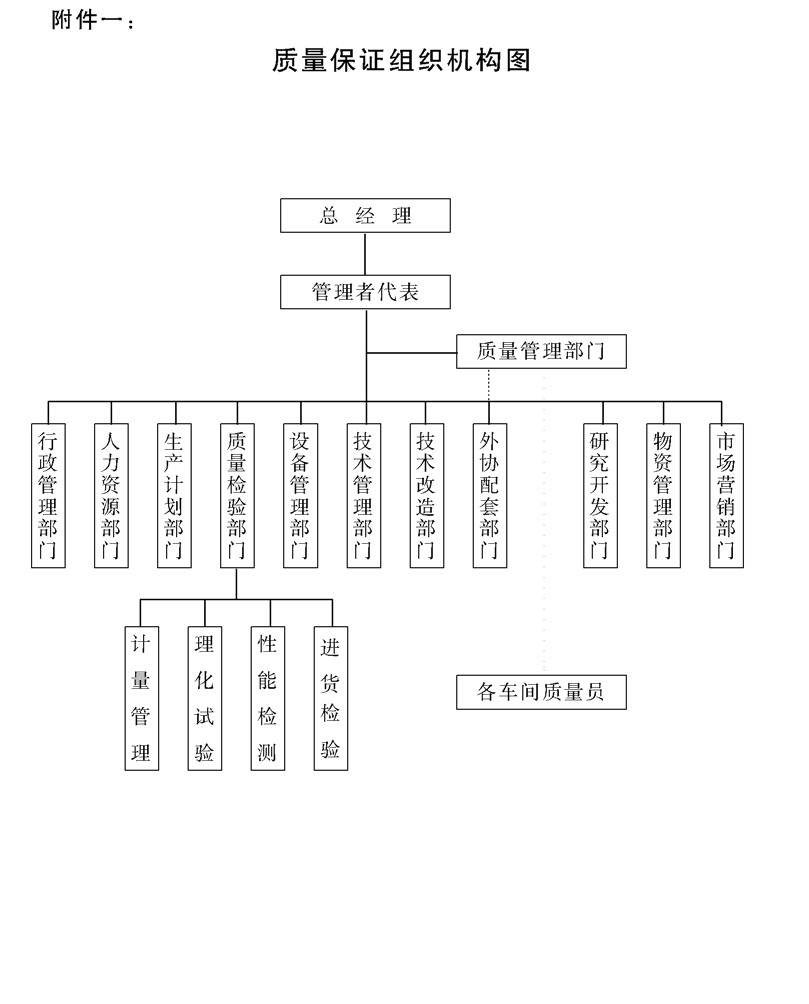 附件一：
质量保证组织机构图
总 经 理
管理者代表
质量管理部门
行政管理部门
人力资源部门
生产计划部门
质量检验部门
设备管理部门
技术管理部门
技术改造部门
外协配套部门
研究开发部门
物资管理部门
市场营销部门
计量管理
理化试验
性能检测
进货检验
各车间质量员